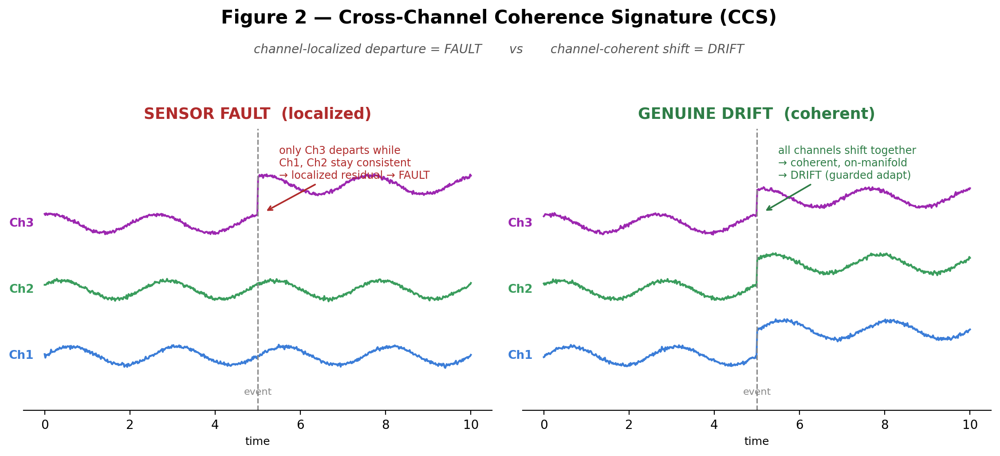 Figure 2 — Cross-Channel Coherence Signature (CCS)
channel-localized departure = FAULT vs channel-coherent shift = DRIFT
SENSOR FAULT (localized)
only Ch3 departs while
Ch1, Ch2 stay consistent
→ localized residual → FAULT
Ch3
Ch2
Ch1
event
0 2 4 6 8 10
time
GENUINE DRIFT (coherent)
all channels shift together
→ coherent, on-manifold
→ DRIFT (guarded adapt)
Ch3
Ch2
Ch1
event
0 2 4 6 8 10
time